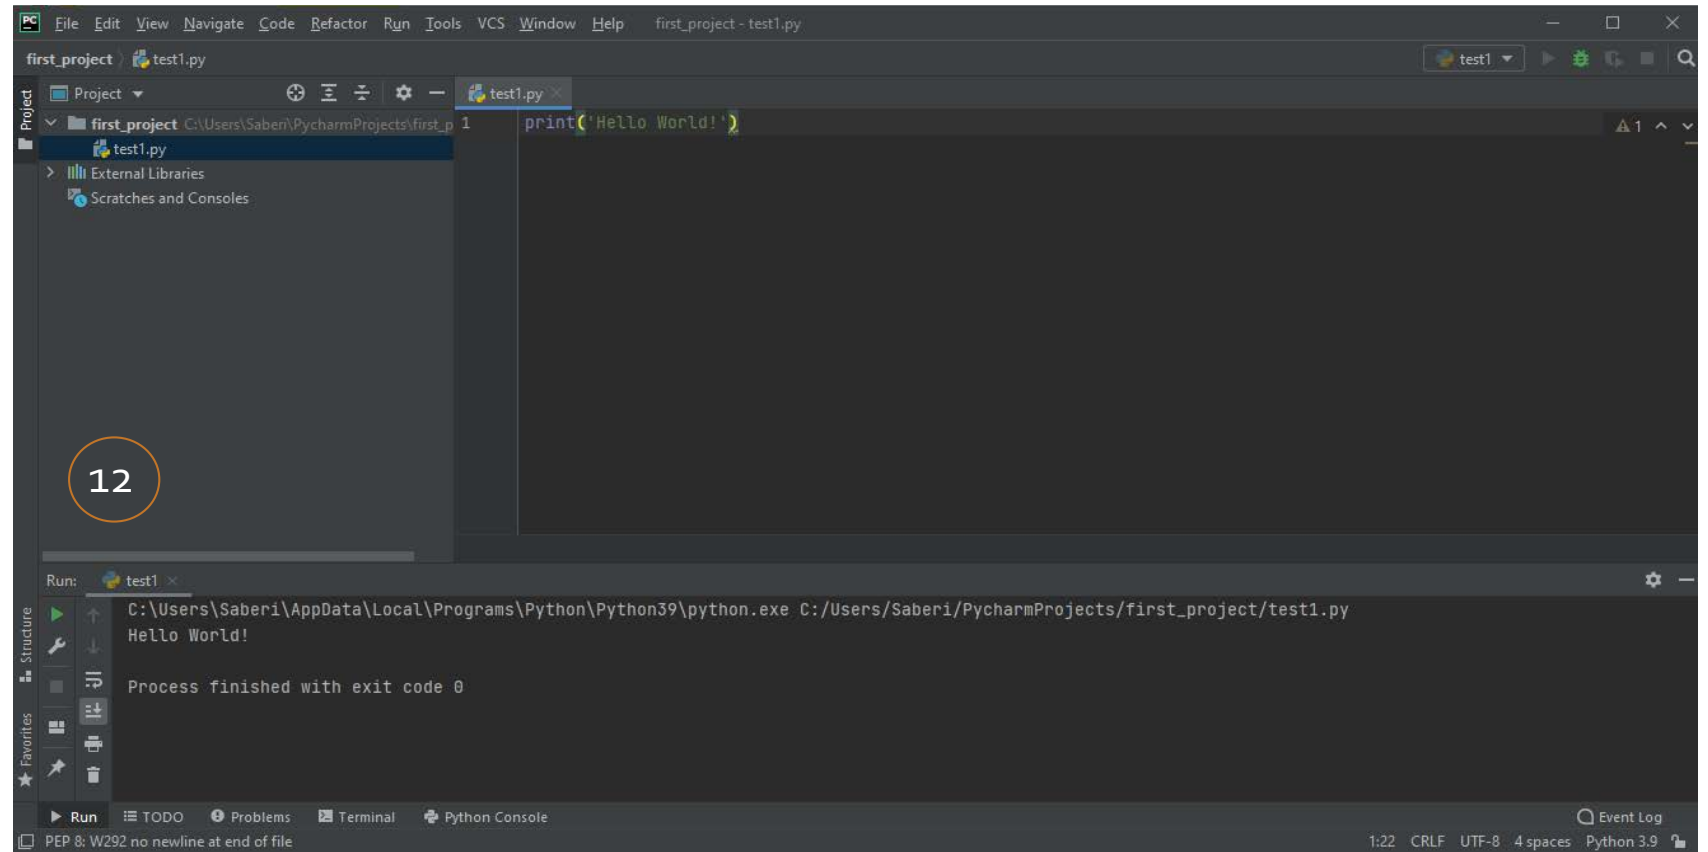 PC File Edit View Navigate Code Refactor Run Tools VCS Window Help first_project - test1.py
first_project test1.py test1
Project
Project
test1.py
first_project C:\Users\Saberi\PycharmProjects\first_p
1 print('Hello World!')
1
test1.py
External Libraries
Scratches and Consoles
12
Run: test1
C:\Users\Saberi\AppData\Local\Programs\Python\Python39\python.exe C:/Users/Saberi/PycharmProjects/first_project/test1.py
Hello World!
Process finished with exit code 0
Structure
Favorites
Run TODO Problems Terminal Python Console Event Log
PEP 8: W292 no newline at end of file 1:22 CRLF UTF-8 4 spaces Python 3.9